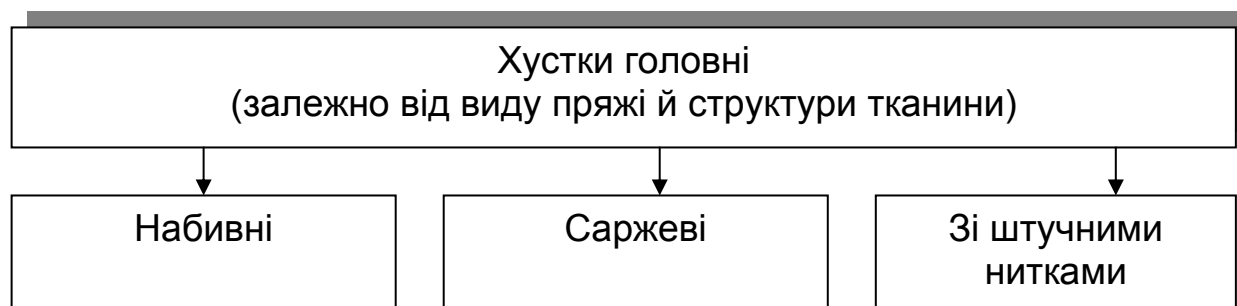 Хустки головні
(залежно від виду пряжі й структури тканини)
Набивні
Саржеві
Зі штучними
нитками